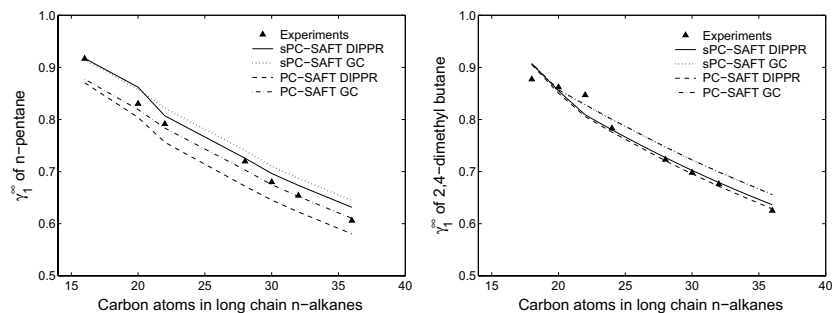 1.0
0.9
0.8
0.7
0.6
0.5
15 20 25 30 35 40
γ₁^∞ of n-pentane
Carbon atoms in long chain n-alkanes
Experiments
sPC-SAFT DIPPR
sPC-SAFT GC
PC-SAFT DIPPR
PC-SAFT GC
1.0
0.9
0.8
0.7
0.6
0.5
15 20 25 30 35 40
γ₁^∞ of 2,4-dimethyl butane
Carbon atoms in long chain n-alkanes
Experiments
sPC-SAFT DIPPR
sPC-SAFT GC
PC-SAFT DIPPR
PC-SAFT GC